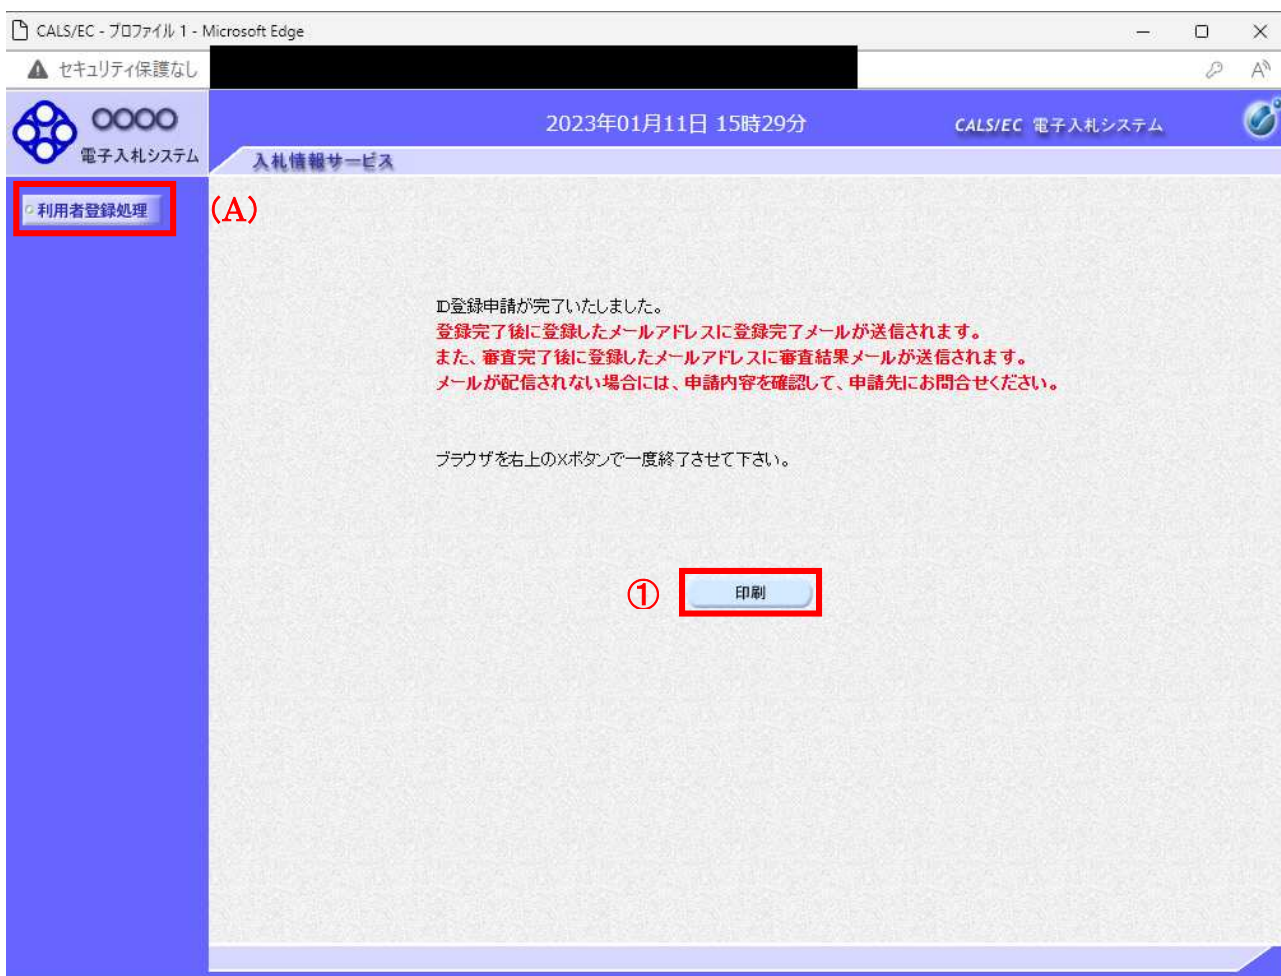 CALS/EC - プロファイル 1 - Microsoft Edge
セキュリティ保護なし
OOOO
電子入札システム
2023年01月11日 15時29分
CALS/EC 電子入札システム
入札情報サービス
利用者登録処理
(A)
ID登録申請が完了いたしました。
登録完了後に登録したメールアドレスに登録完了メールが送信されます。
また、審査完了後に登録したメールアドレスに審査結果メールが送信されます。
メールが配信されない場合には、申請内容を確認して、申請先にお問合せください。
ブラウザを右上のXボタンで一度終了させて下さい。
① 印刷